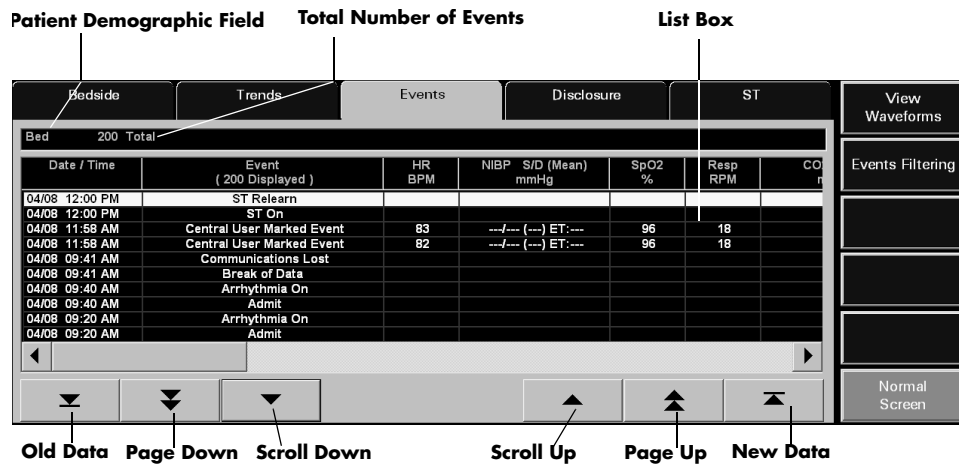 Patient Demographic Field Total Number of Events List Box
Bedside Trends Events Disclosure ST
View
Waveforms
Bed 200 Total
Events Filtering
Date / Time Event HR NIBP S/D (Mean) SpO2 Resp CO
( 200 Displayed ) BPM mmHg % RPM
04/08 12:00 PM ST Relearn
04/08 12:00 PM ST On
04/08 11:58 AM Central User Marked Event 83 ---/--- (---) ET:--- 96 18
04/08 11:58 AM Central User Marked Event 82 ---/--- (---) ET:--- 96 18
04/08 09:41 AM Communications Lost
04/08 09:41 AM Break of Data
04/08 09:40 AM Arrhythmia On
04/08 09:40 AM Admit
04/08 09:20 AM Arrhythmia On
04/08 09:20 AM Admit
Normal
Screen
Old Data Page Down Scroll Down Scroll Up Page Up New Data